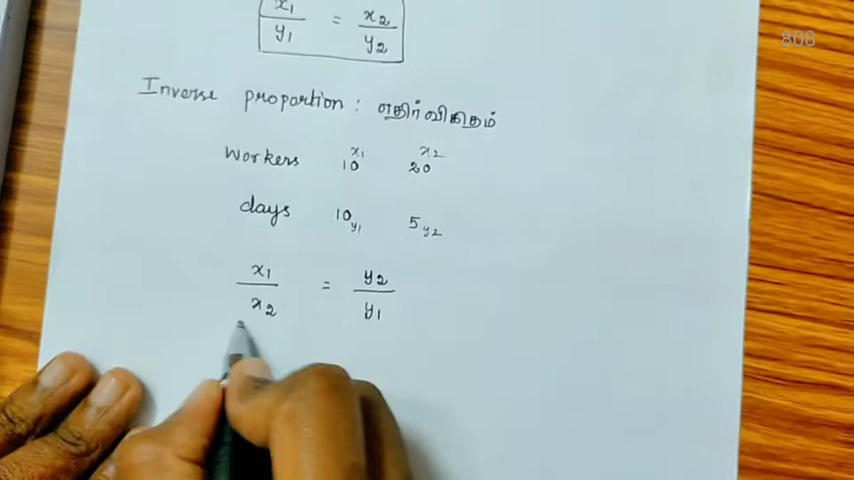 808
x1 / y1 = x2 / y2
Inverse proportion : எதிர்விகிதம்
x1 x2
workers 10 20
days 10 5
y1 y2
x1 / x2 = y2 / y1